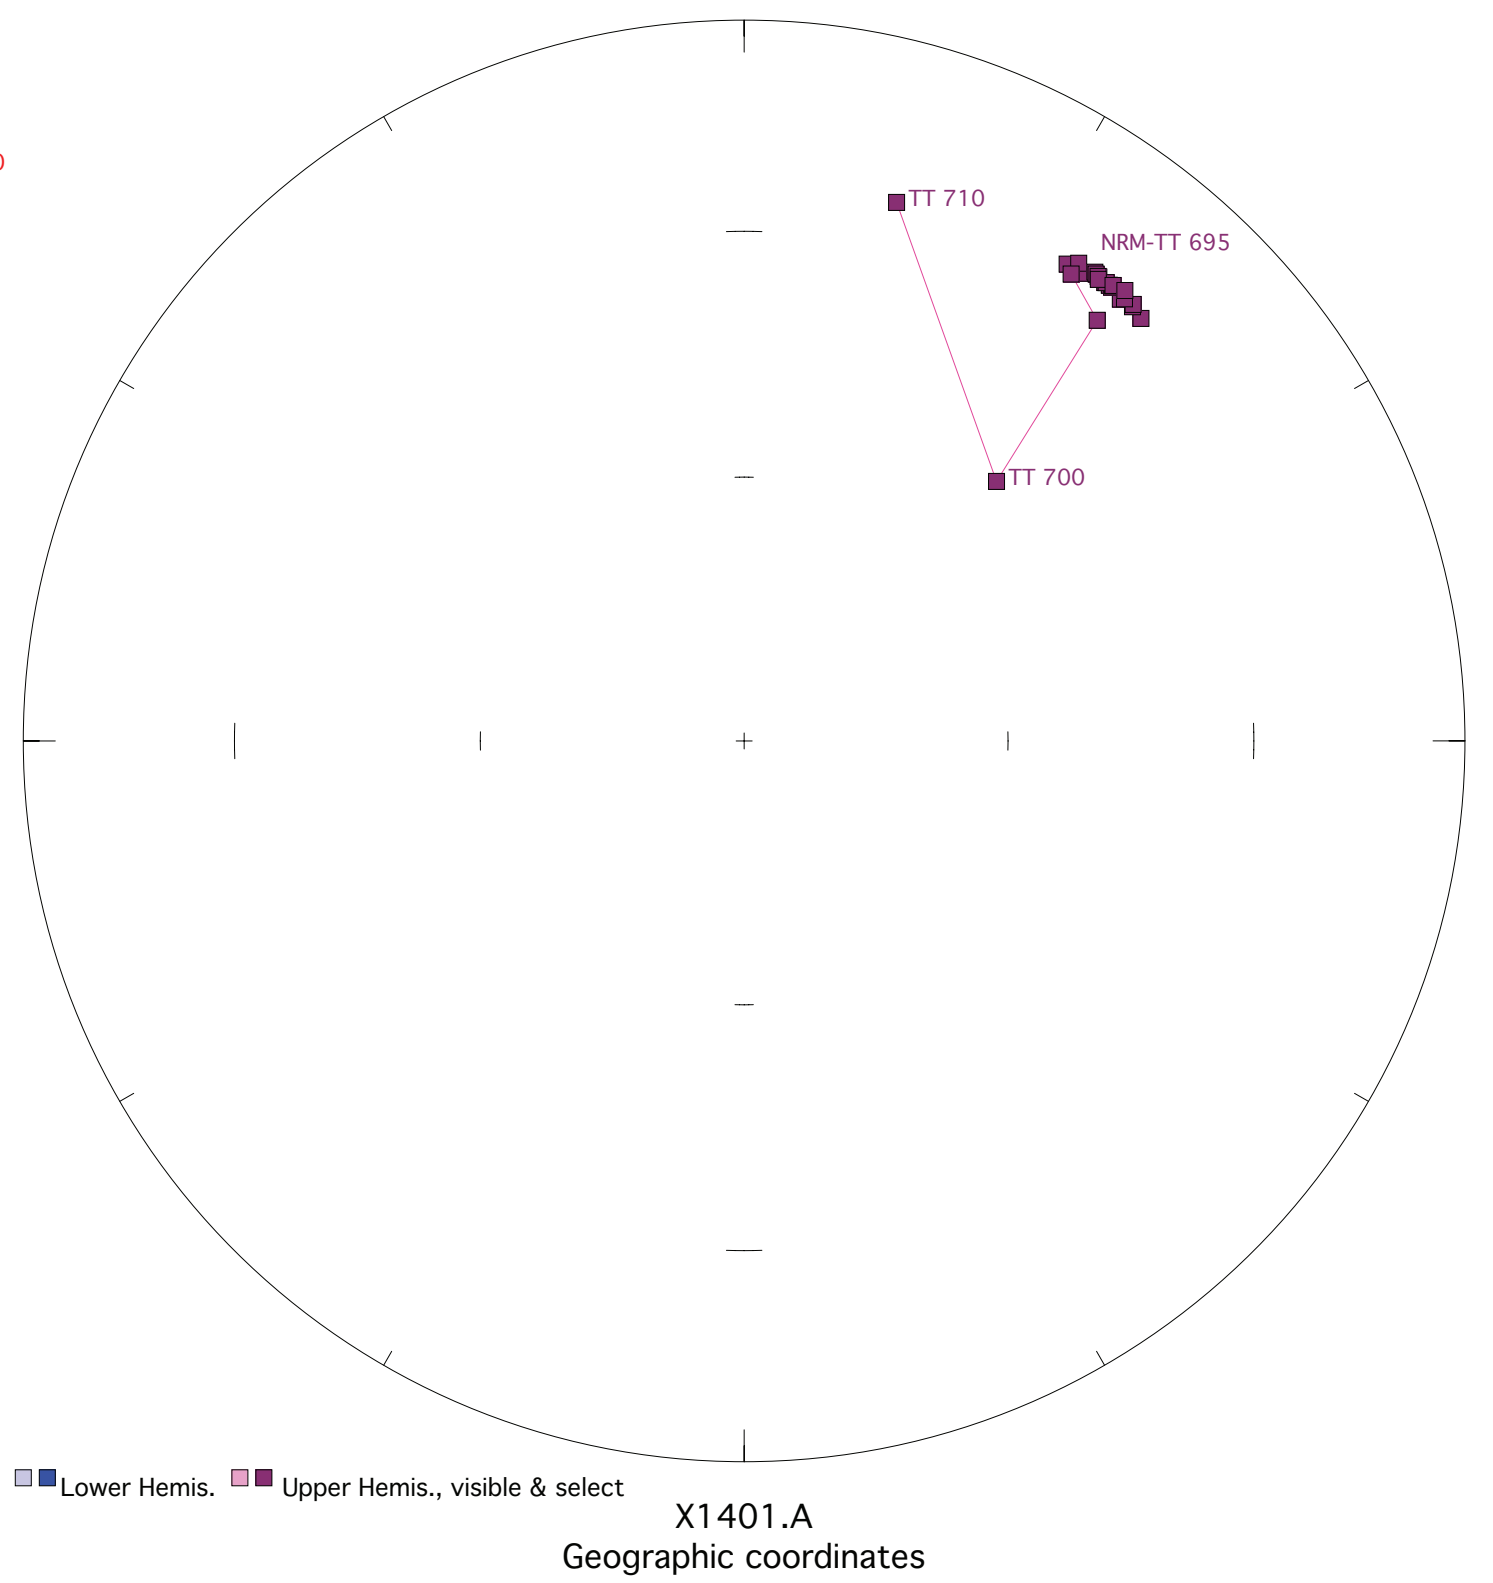 TT 710
NRM-TT 695
TT 700
Lower Hemis. Upper Hemis., visible & select
X1401.A
Geographic coordinates